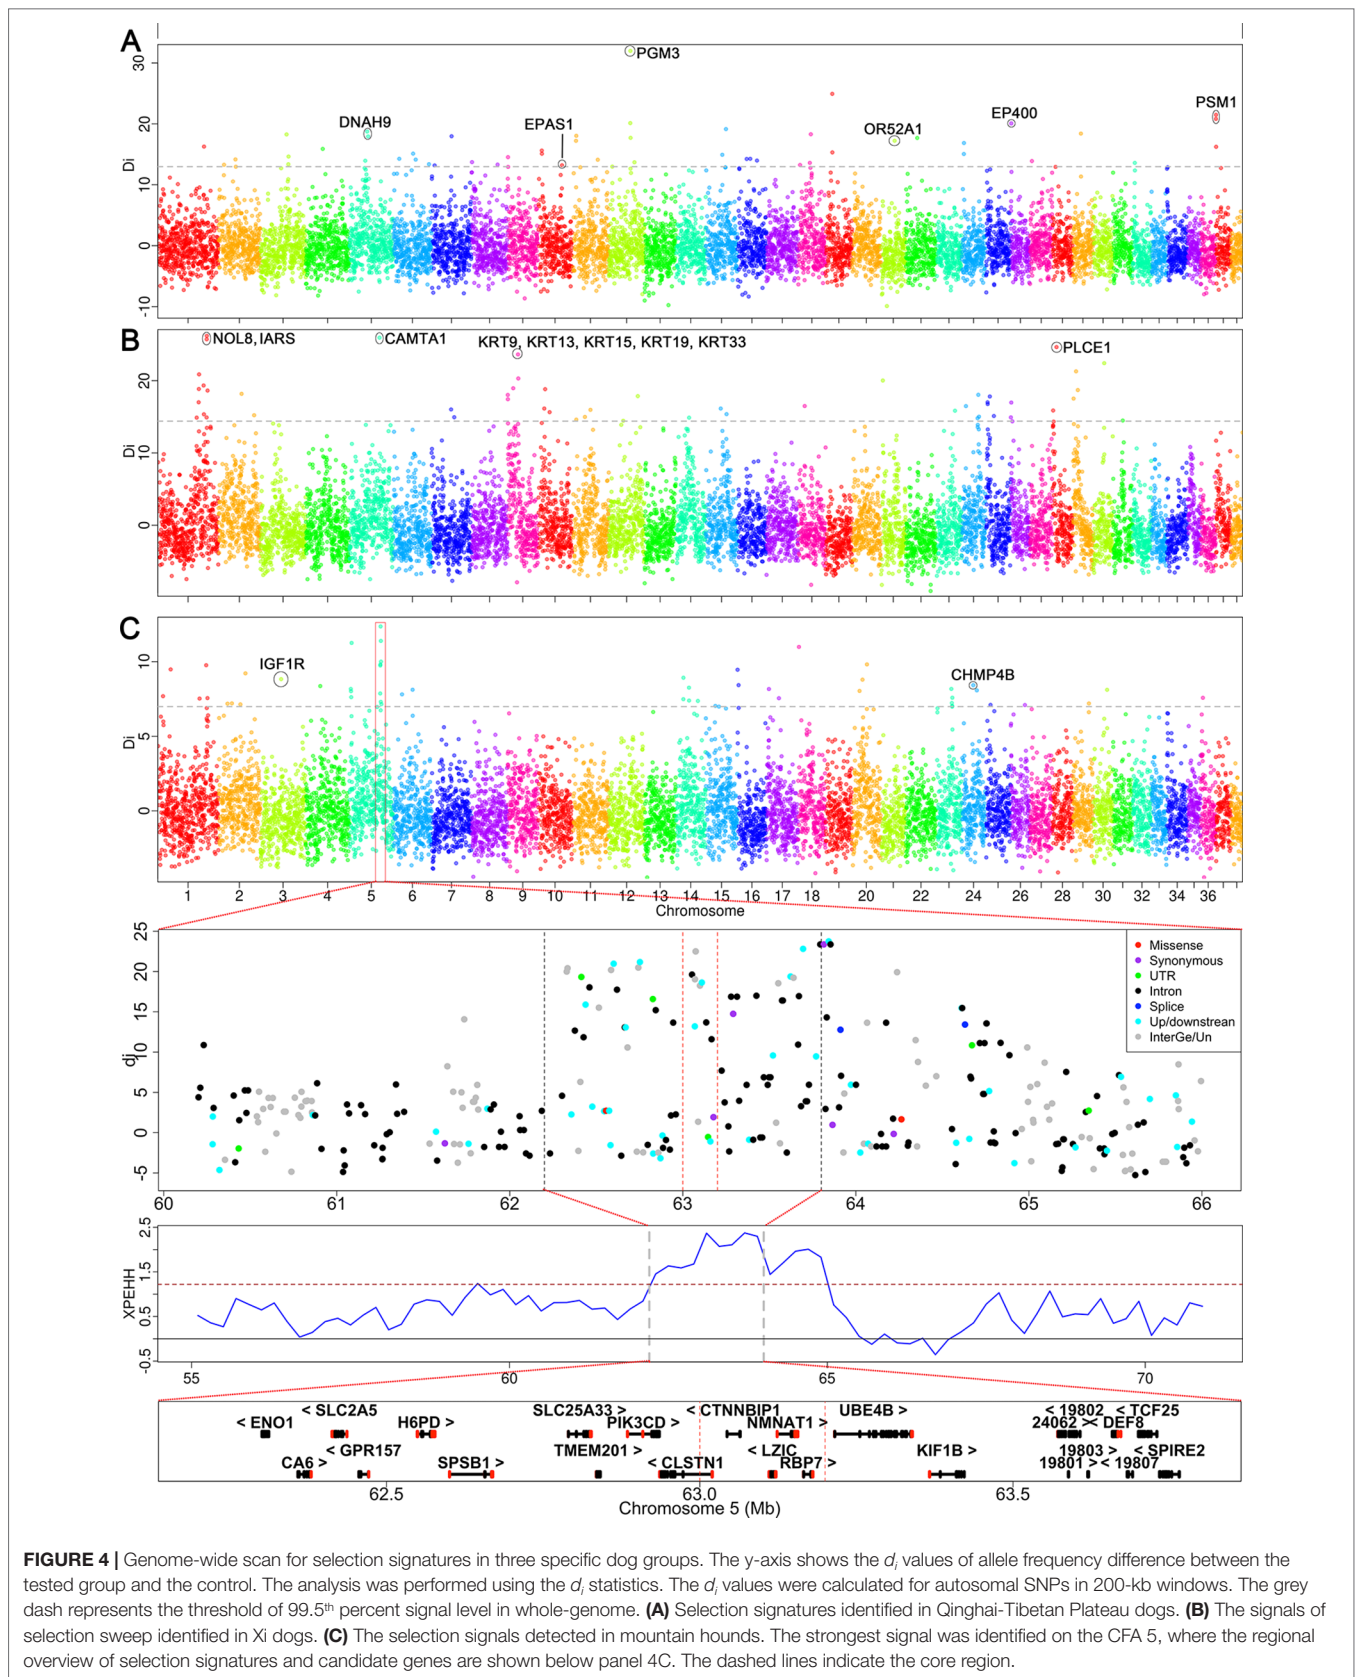 A
30
20
10
0
-10
Di
PGM3
DNAH9
EPAS1
OR52A1
EP400
PSM1
B
20
10
0
Di
NOL8, IARS
CAMTA1
KRT9, KRT13, KRT15, KRT19, KRT33
PLCE1
C
10
5
0
Di
IGF1R
CHMP4B
1 2 3 4 5 6 7 8 9 10 11 12 13 14 15 16 17 18 20 22 24 26 28 30 32 34 36
Chromosome
25
20
15
10
5
0
-5
di
Missense
Synonymous
UTR
Intron
Splice
Up/downstrean
InterGe/Un
60 61 62 63 64 65 66
2.5
1.5
0.5
-0.5
XPEHH
55 60 65 70
< SLC2A5 SLC25A33 > < CTNNBIP1 UBE4B > < 19802 < TCF25
< ENO1 H6PD > PIK3CD > NMNAT1 > 24062 >< DEF8
< GPR157 TMEM201 > < LZIC KIF1B > 19803 > < SPIRE2
CA6 > SPSB1 > < CLSTN1 RBP7 > 19801 > < 19807
62.5 63.0 63.5
Chromosome 5 (Mb)
FIGURE 4 | Genome-wide scan for selection signatures in three specific dog groups. The y-axis shows the di values of allele frequency difference between the
tested group and the control. The analysis was performed using the di statistics. The di values were calculated for autosomal SNPs in 200-kb windows. The grey
dash represents the threshold of 99.5th percent signal level in whole-genome. (A) Selection signatures identified in Qinghai-Tibetan Plateau dogs. (B) The signals of
selection sweep identified in Xi dogs. (C) The selection signals detected in mountain hounds. The strongest signal was identified on the CFA 5, where the regional
overview of selection signatures and candidate genes are shown below panel 4C. The dashed lines indicate the core region.